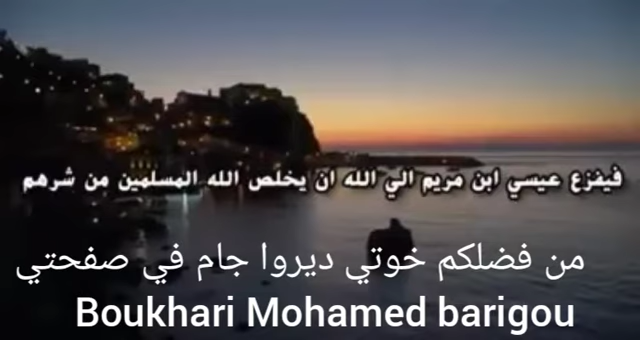 فيفزع عيسي ابن مريم الي الله ان يخلص الله المسلمين من شرهم
من فضلكم خوتي ديروا جام في صفحتي
Boukhari Mohamed barigou